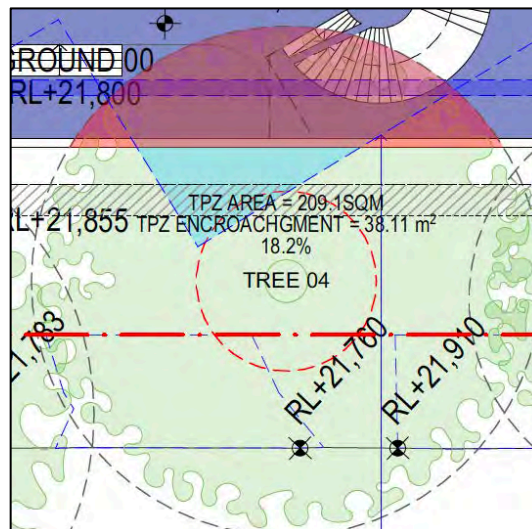 GROUND 00
RL+21,800
TPZ AREA = 209.1SQM
RL+21,855 TPZ ENCROACHGMENT = 38.11 m²
18.2%
TREE 04
21,783
RL+21,760
RL+21,910